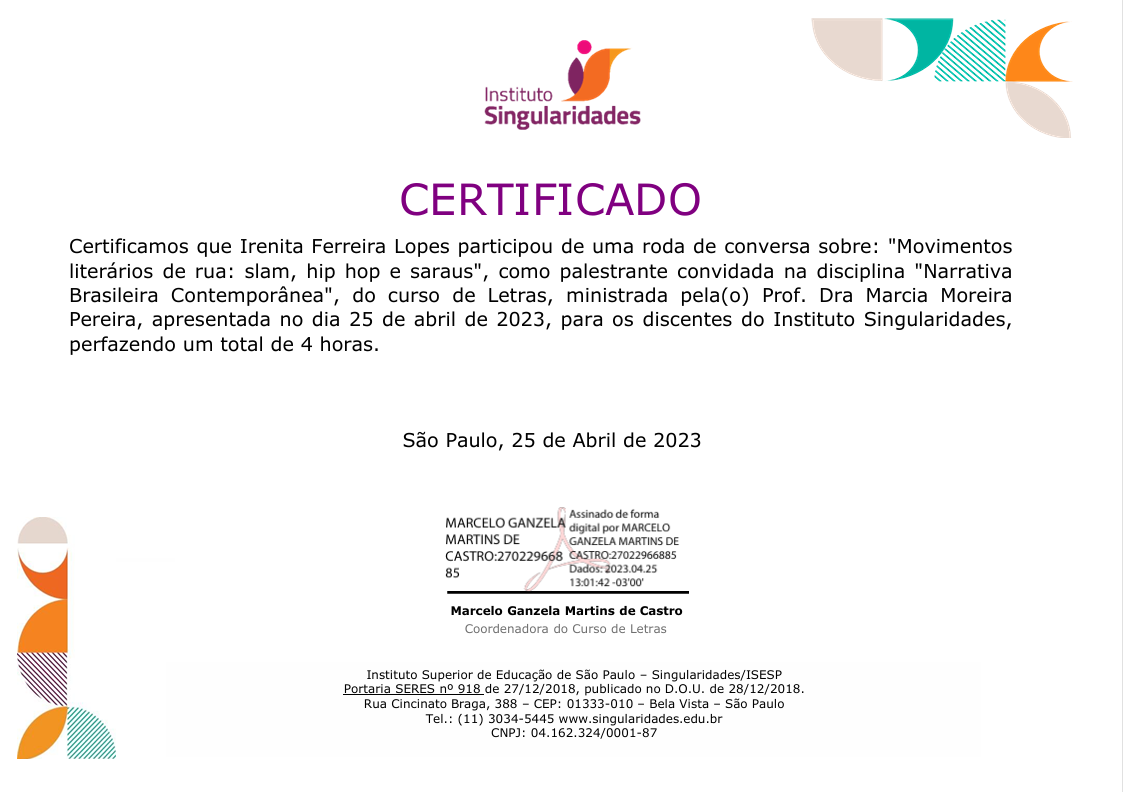 Instituto
Singularidades
CERTIFICADO
Certificamos que Irenita Ferreira Lopes participou de uma roda de conversa sobre: "Movimentos
literários de rua: slam, hip hop e saraus", como palestrante convidada na disciplina "Narrativa
Brasileira Contemporânea", do curso de Letras, ministrada pela(o) Prof. Dra Marcia Moreira
Pereira, apresentada no dia 25 de abril de 2023, para os discentes do Instituto Singularidades,
perfazendo um total de 4 horas.
São Paulo, 25 de Abril de 2023
MARCELO GANZELA
MARTINS DE
CASTRO:270229668
85
Assinado de forma
digital por MARCELO
GANZELA MARTINS DE
CASTRO:27022966885
Dados: 2023.04.25
13:01:42 -03'00'
Marcelo Ganzela Martins de Castro
Coordenadora do Curso de Letras
Instituto Superior de Educação de São Paulo – Singularidades/ISESP
Portaria SERES nº 918 de 27/12/2018, publicado no D.O.U. de 28/12/2018.
Rua Cincinato Braga, 388 – CEP: 01333-010 – Bela Vista – São Paulo
Tel.: (11) 3034-5445 www.singularidades.edu.br
CNPJ: 04.162.324/0001-87